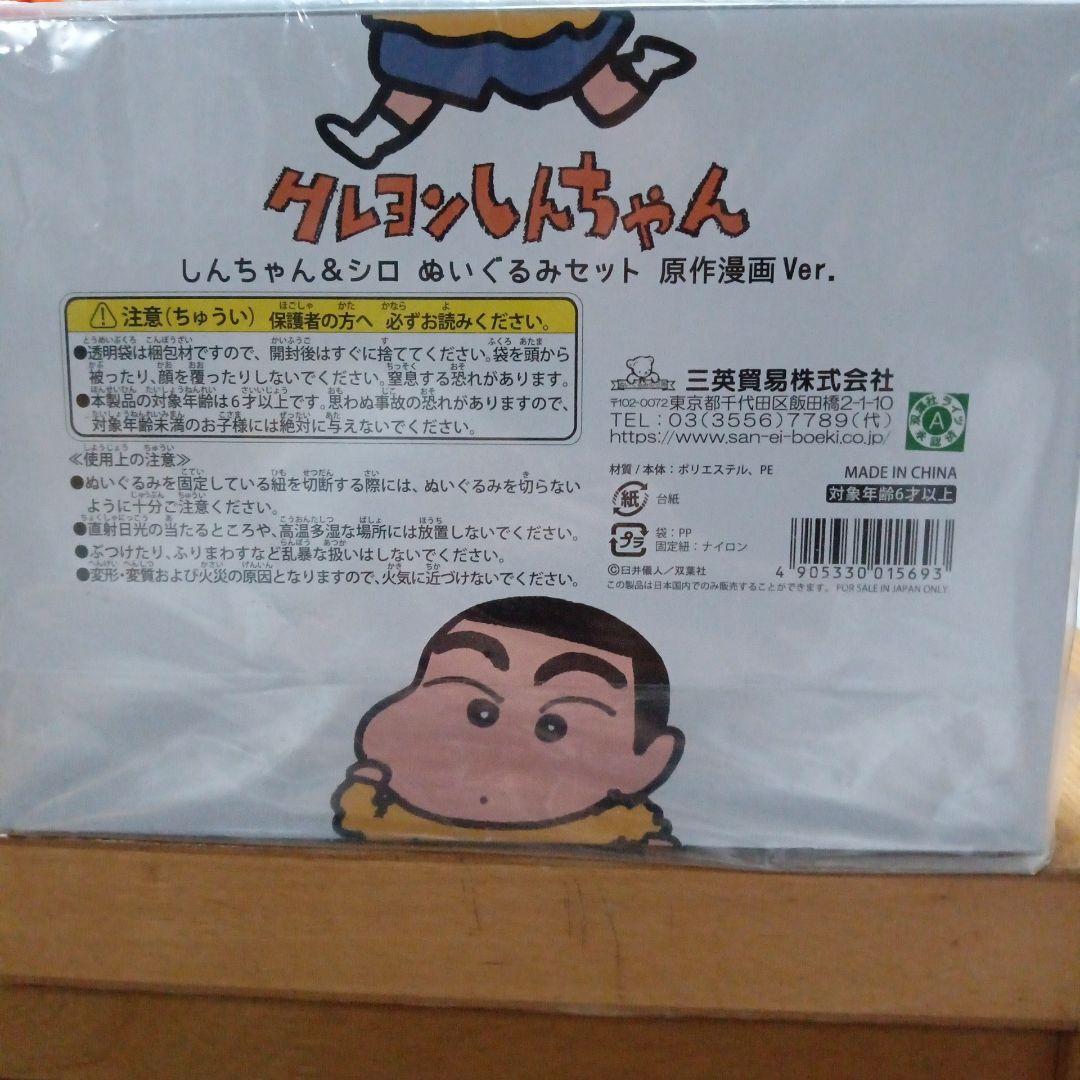 クレヨンしんちゃん
しんちゃん&シロ ぬいぐるみセット 原作漫画Ver.
注意(ちゅうい) 保護者の方へ 必ずお読みください。
●透明袋は梱包材ですので、開封後はすぐに捨ててください。袋を頭から
被ったり、顔を覆ったりしないでください。窒息する恐れがあります。
●本製品の対象年齢は6才以上です。思わぬ事故の恐れがありますので、
対象年齢未満のお子様には絶対に与えないでください。
≪使用上の注意≫
●ぬいぐるみを固定している紐を切断する際には、ぬいぐるみを切らない
ように十分ご注意ください。
●直射日光の当たるところや、高温多湿な場所には放置しないでください。
●ぶつけたり、ふりまわすなど乱暴な扱いはしないでください。
●変形・変質および火災の原因となりますので、火気に近づけないでください。
三英貿易株式会社
〒102-0072 東京都千代田区飯田橋2-1-10
TEL:03(3556)7789(代)
https://www.san-ei-boeki.co.jp/
A
材質/本体:ポリエステル、PE
MADE IN CHINA
対象年齢6才以上
紙 台紙
プラ 袋:PP
固定紐:ナイロン
©臼井儀人/双葉社
4 905330 015693
この製品は日本国内でのみ販売することができます。 FOR SALE IN JAPAN ONLY.